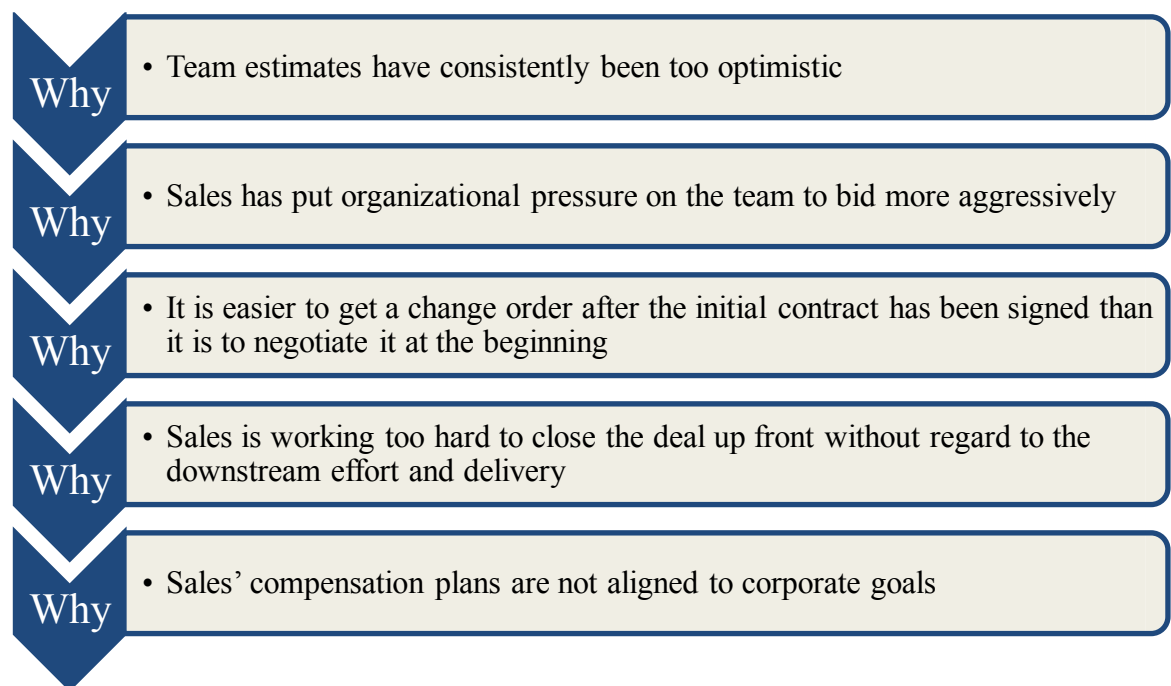 Why
• Team estimates have consistently been too optimistic
Why
• Sales has put organizational pressure on the team to bid more aggressively
Why
• It is easier to get a change order after the initial contract has been signed than
it is to negotiate it at the beginning
Why
• Sales is working too hard to close the deal up front without regard to the
downstream effort and delivery
Why
• Sales’ compensation plans are not aligned to corporate goals